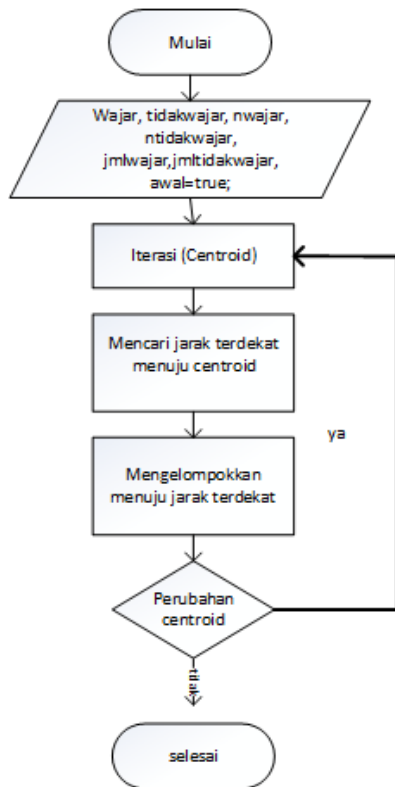 Mulai
Wajar, tidakwajar, nwajar,
ntidakwajar,
jmlwajar,jmltidakwajar,
awal=true;
Iterasi (Centroid)
Mencari jarak terdekat
menuju centroid
ya
Mengelompokkan
menuju jarak terdekat
Perubahan
centroid
tidak
selesai